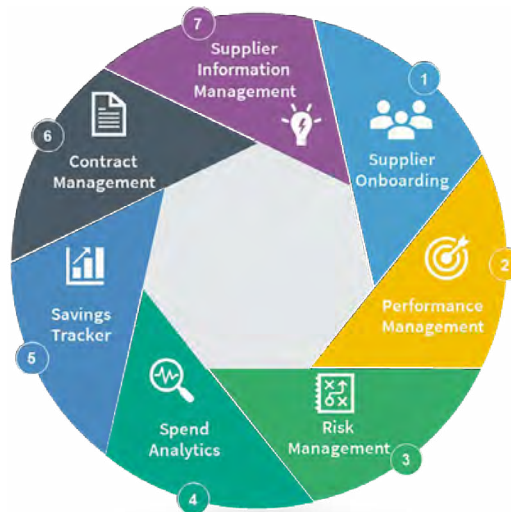 7
Supplier
Information
Management
1
Supplier
Onboarding
2
Performance
Management
Risk
Management
3
Spend
Analytics
4
Savings
Tracker
5
6
Contract
Management